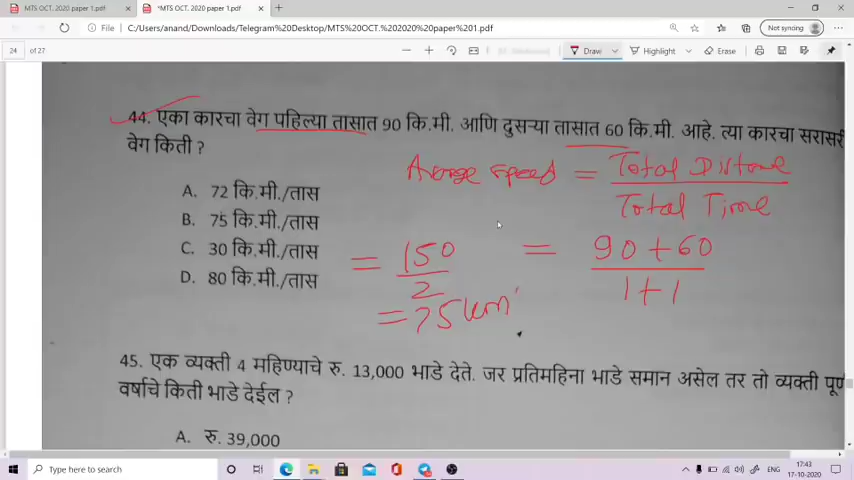 MTS OCT. 2020 paper 1.pdf
*MTS OCT. 2020 paper 1.pdf
File
C:/Users/anand/Downloads/Telegram%20Desktop/MTS%20OCT.%202020%20paper%201.pdf
Not syncing
24 of 27
Draw
Highlight
Erase
44. एका कारचा वेग पहिल्या तासात 90 कि.मी. आणि दुसऱ्या तासात 60 कि.मी. आहे. त्या कारचा सरासरी
वेग किती ?
Average speed = Total Distance
Total Time
A. 72 कि.मी./तास
B. 75 कि.मी./तास
C. 30 कि.मी./तास
D. 80 कि.मी./तास
= 90 + 60
1 + 1
= 150
2
= 75 km
45. एक व्यक्ती 4 महिण्याचे रु. 13,000 भाडे देते. जर प्रतिमहिना भाडे समान असेल तर तो व्यक्ती पूर्ण
वर्षाचे किती भाडे देईल ?
A. रु. 39,000
Type here to search
ENG
17:43
17-10-2020